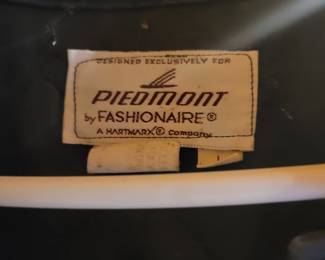 DESIGNED EXCLUSIVELY FOR
PIEDMONT
by FASHIONAIRE®
A HARTMARX® Company